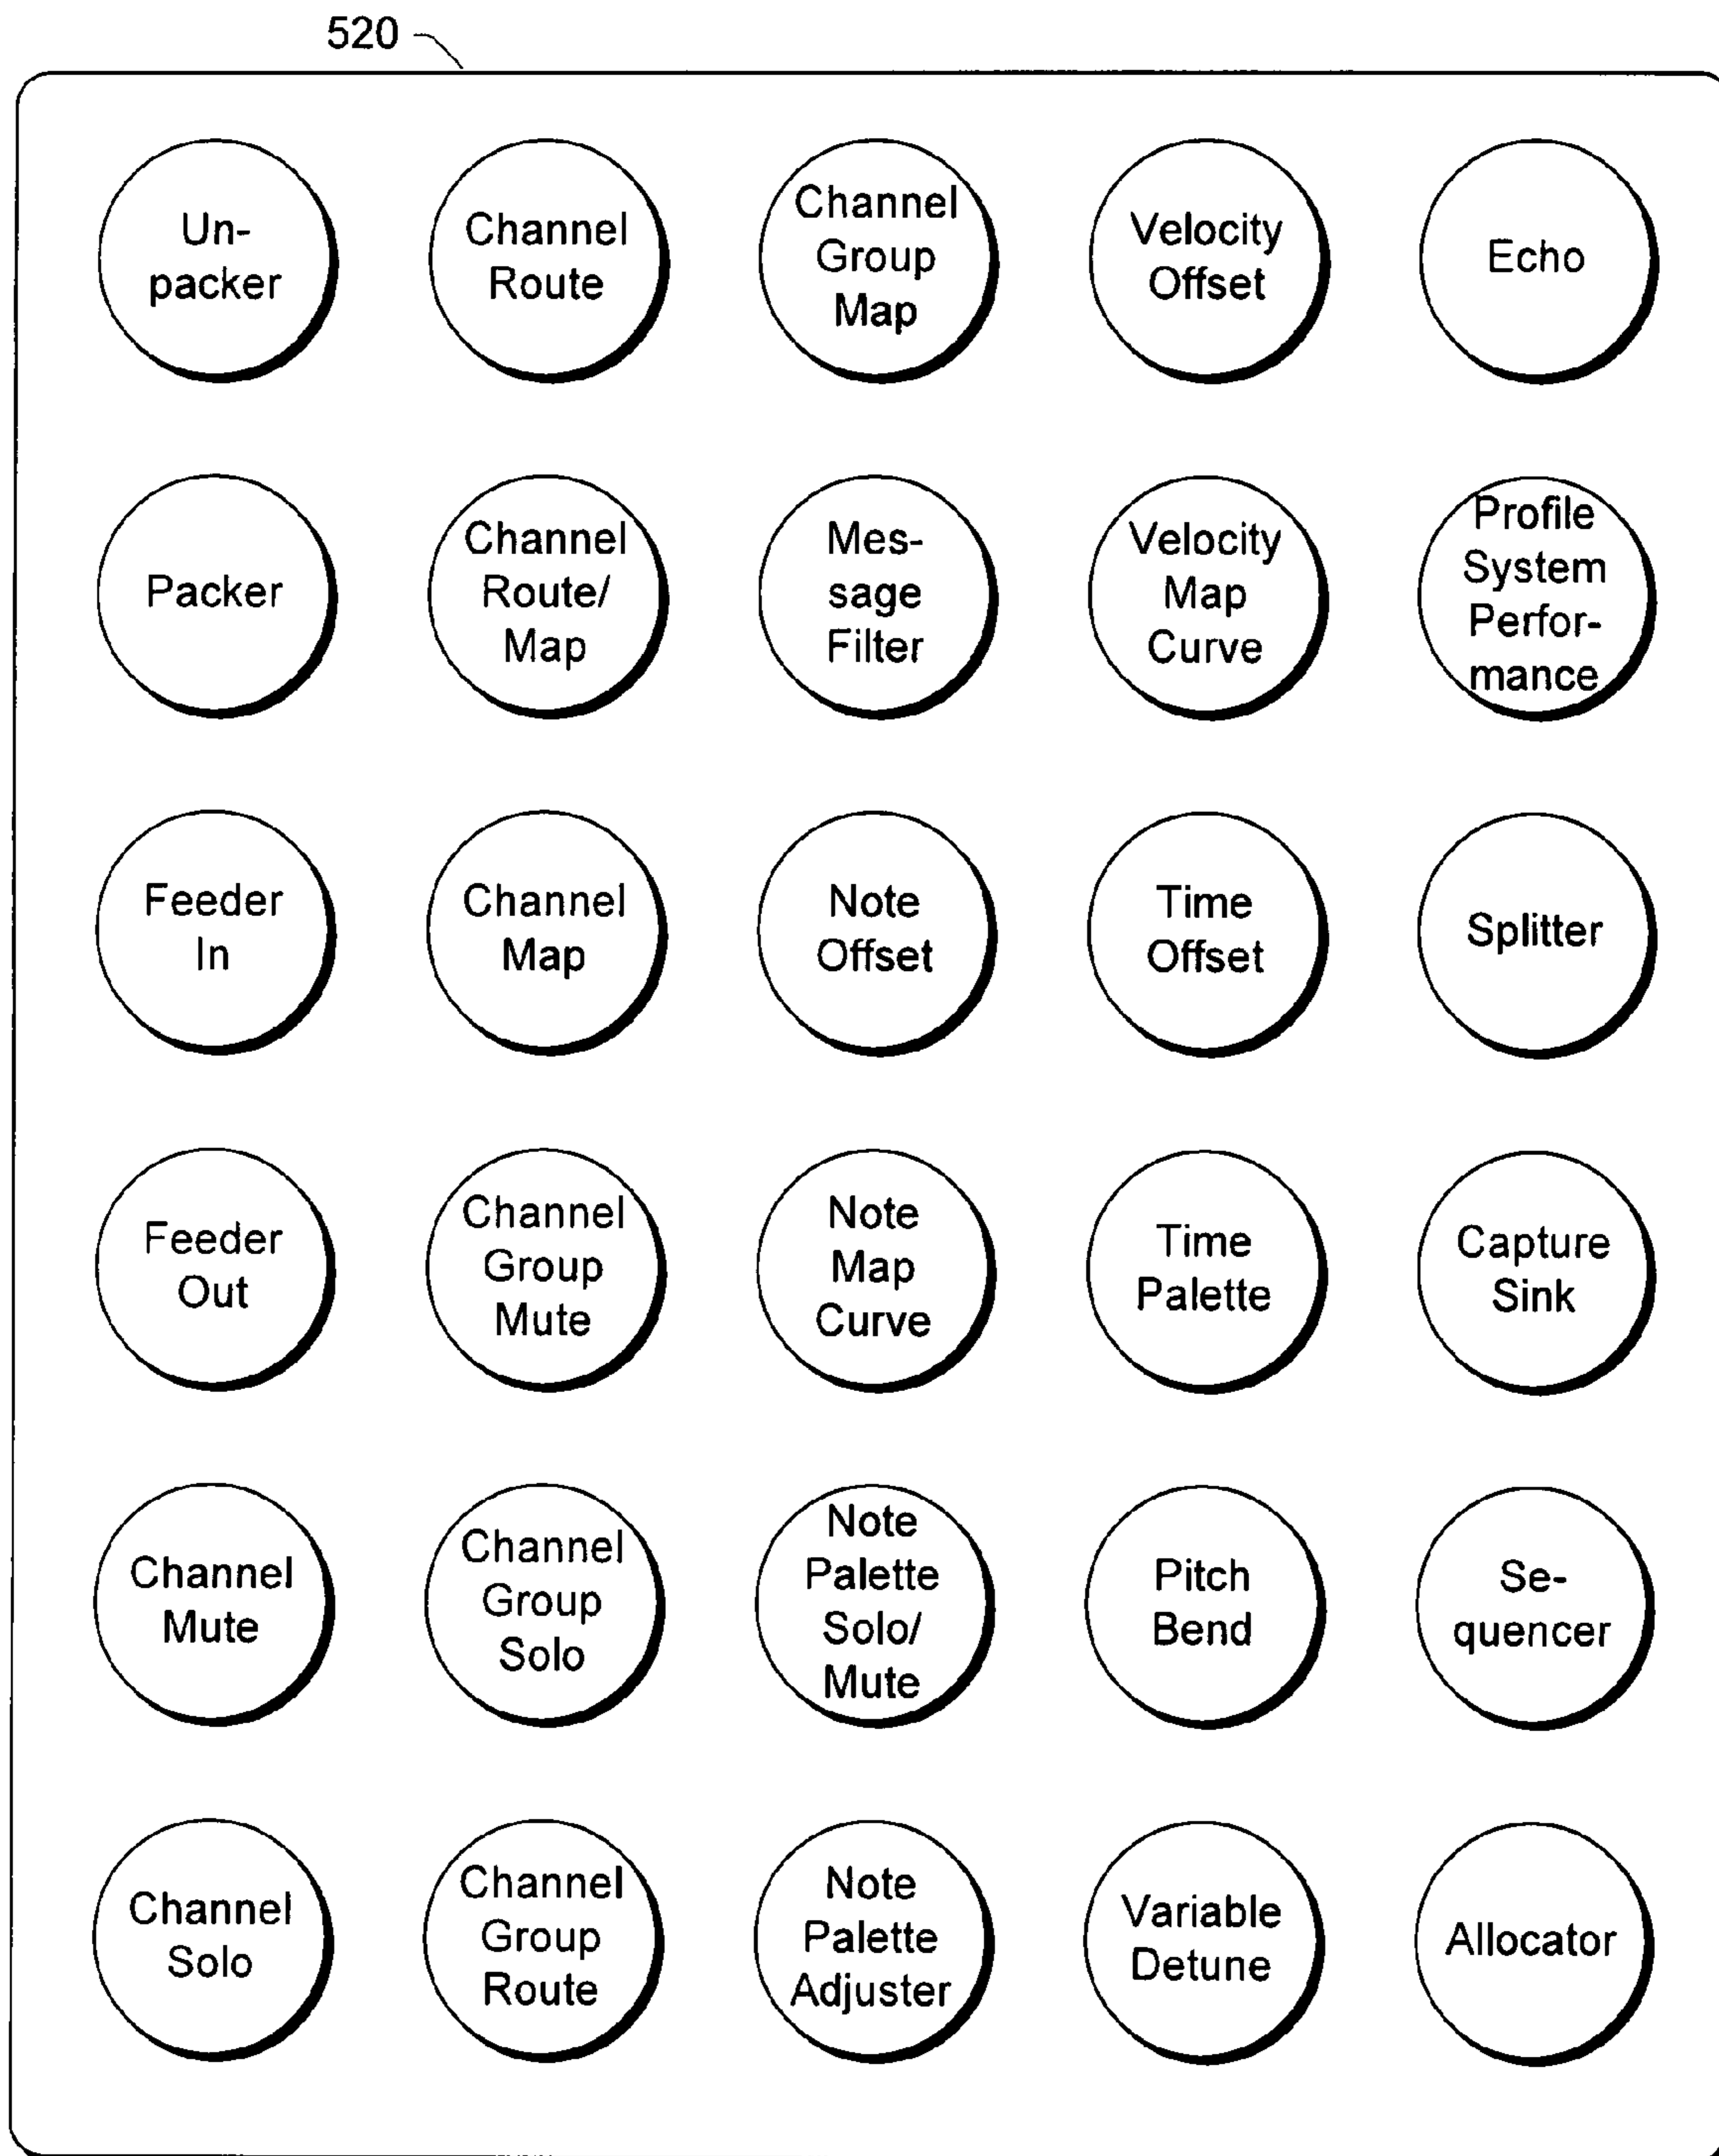 520
Un-
packer
Channel
Route
Channel
Group
Map
Velocity
Offset
Echo
Packer
Channel
Route/
Map
Mes-
sage
Filter
Velocity
Map
Curve
Profile
System
Perfor-
mance
Feeder
In
Channel
Map
Note
Offset
Time
Offset
Splitter
Feeder
Out
Channel
Group
Mute
Note
Map
Curve
Time
Palette
Capture
Sink
Channel
Mute
Channel
Group
Solo
Note
Palette
Solo/
Mute
Pitch
Bend
Se-
quencer
Channel
Solo
Channel
Group
Route
Note
Palette
Adjuster
Variable
Detune
Allocator